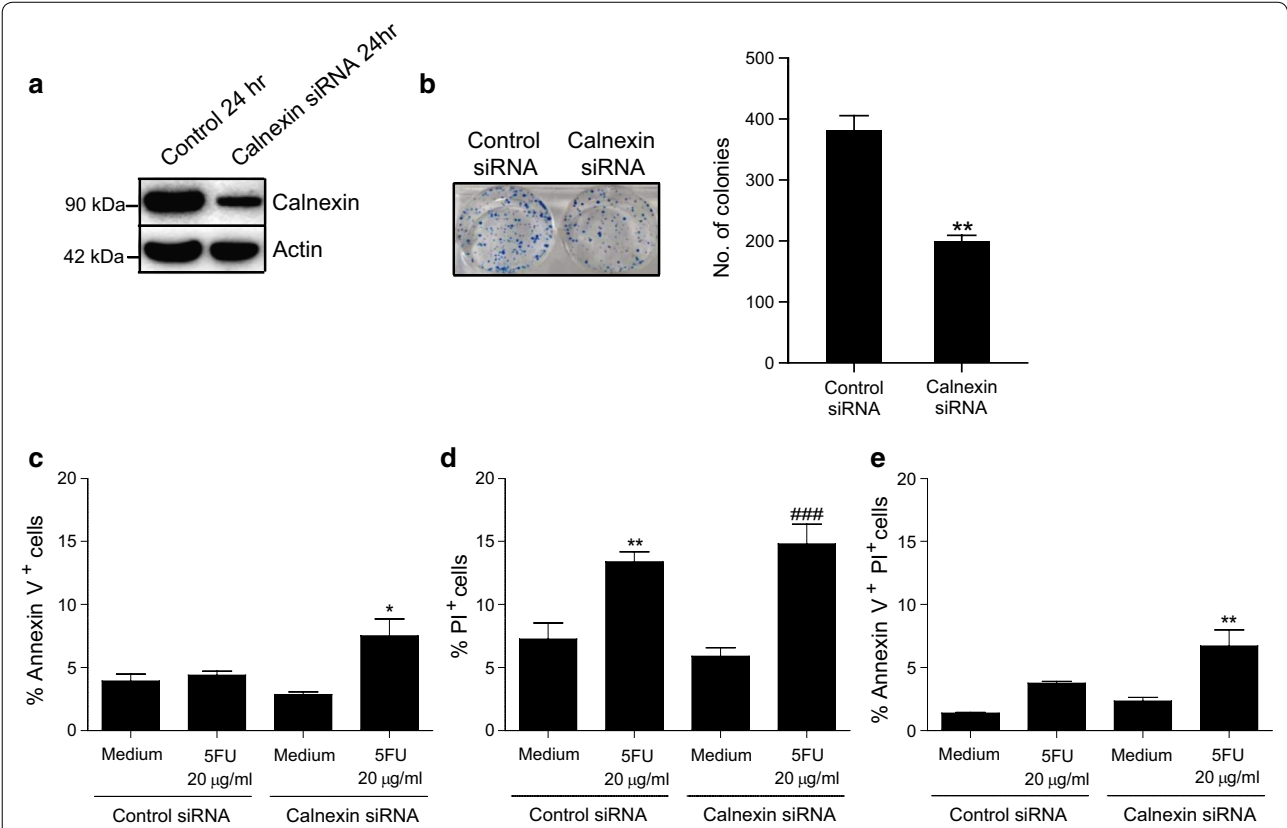 a
Control 24 hr
Calnexin siRNA 24hr
90 kDa
Calnexin
42 kDa
Actin
b
Control
siRNA
Calnexin
siRNA
No. of colonies
500
400
300
200
100
0
**
Control
siRNA
Calnexin
siRNA
c
% Annexin V + cells
20
15
10
5
0
*
Medium
5FU
20 µg/ml
Medium
5FU
20 µg/ml
Control siRNA
Calnexin siRNA
d
% PI+ cells
20
15
10
5
0
**
###
Medium
5FU
20 µg/ml
Medium
5FU
20 µg/ml
Control siRNA
Calnexin siRNA
e
% Annexin V+ PI+ cells
20
15
10
5
0
**
Medium
5FU
20 µg/ml
Medium
5FU
20 µg/ml
Control siRNA
Calnexin siRNA